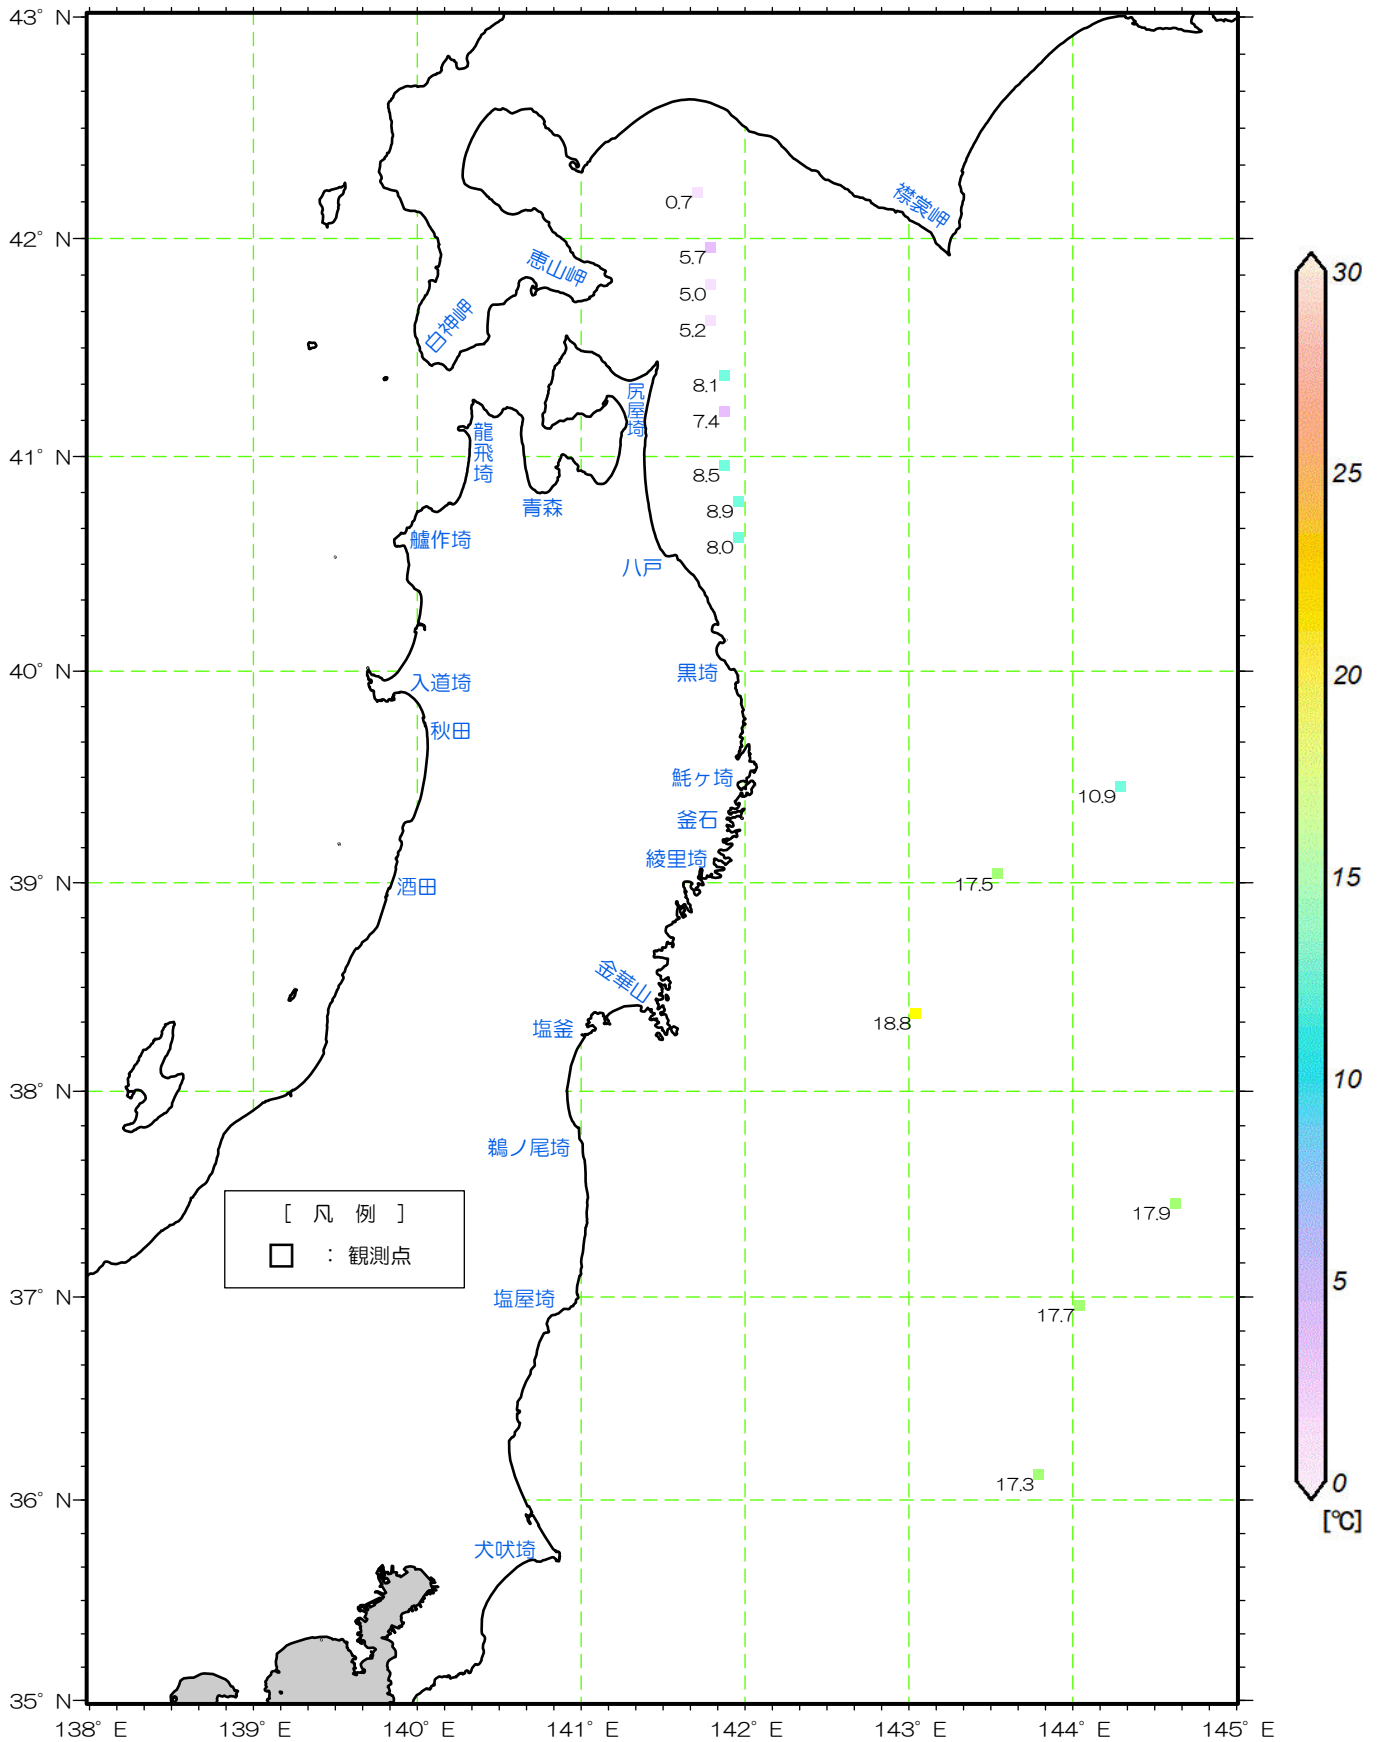 43° N
襟裳岬
0.7
42° N
5.7
恵山岬
30
5.0
白神岬
5.2
8.1
尻屋埼
7.4
龍飛埼
41° N
8.5
25
青森
8.9
艫作埼
8.0
八戸
40° N
黒埼
20
入道埼
秋田
魹ヶ埼
10.9
釜石
綾里埼
39° N
17.5
15
酒田
金華山
18.8
塩釜
38° N
10
鵜ノ尾埼
17.9
[ 凡 例 ]
□ : 観測点
5
37° N
塩屋埼
17.7
17.3
0
36° N
[℃]
犬吠埼
35° N
138° E 139° E 140° E 141° E 142° E 143° E 144° E 145° E